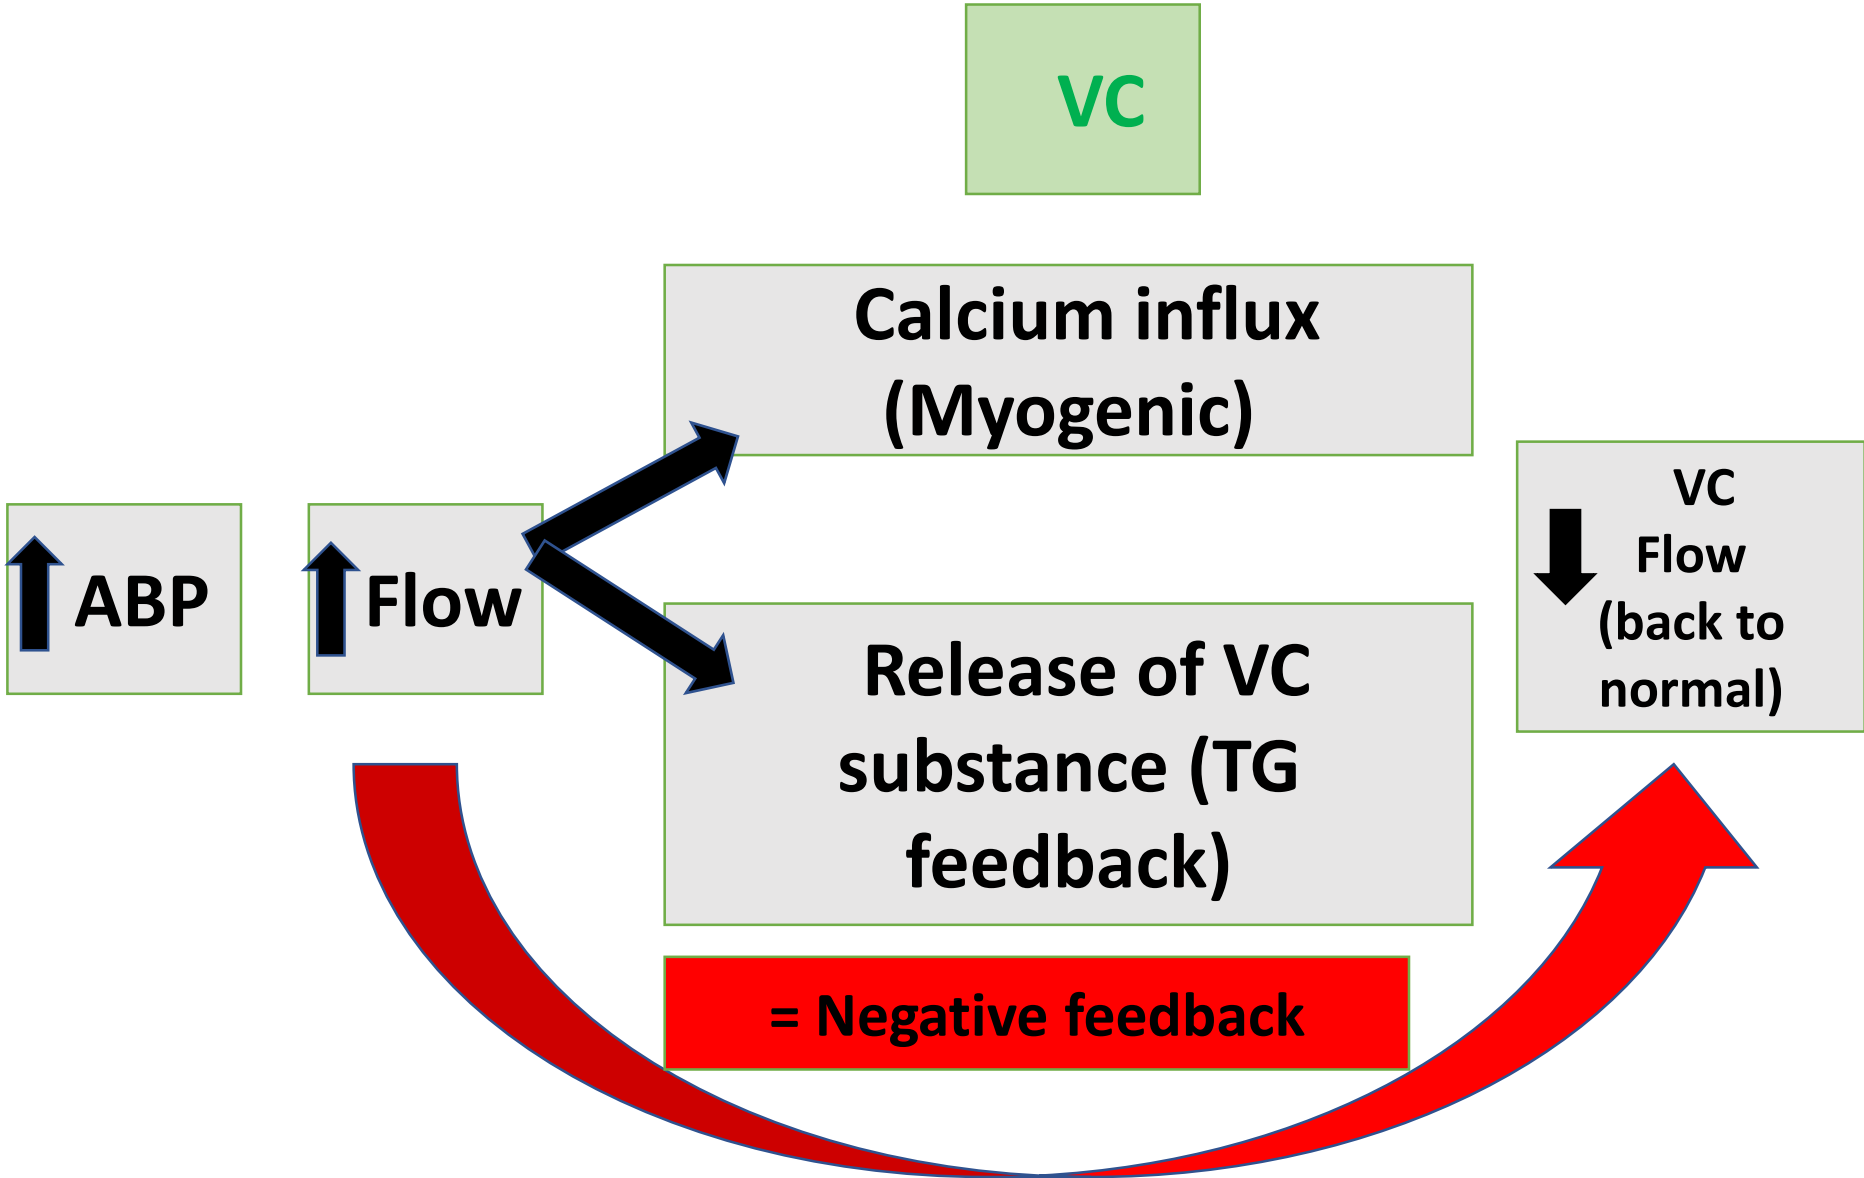 VC
Calcium influx
(Myogenic)
ABP
Flow
Release of VC
substance (TG
feedback)
VC
Flow
(back to
normal)
= Negative feedback